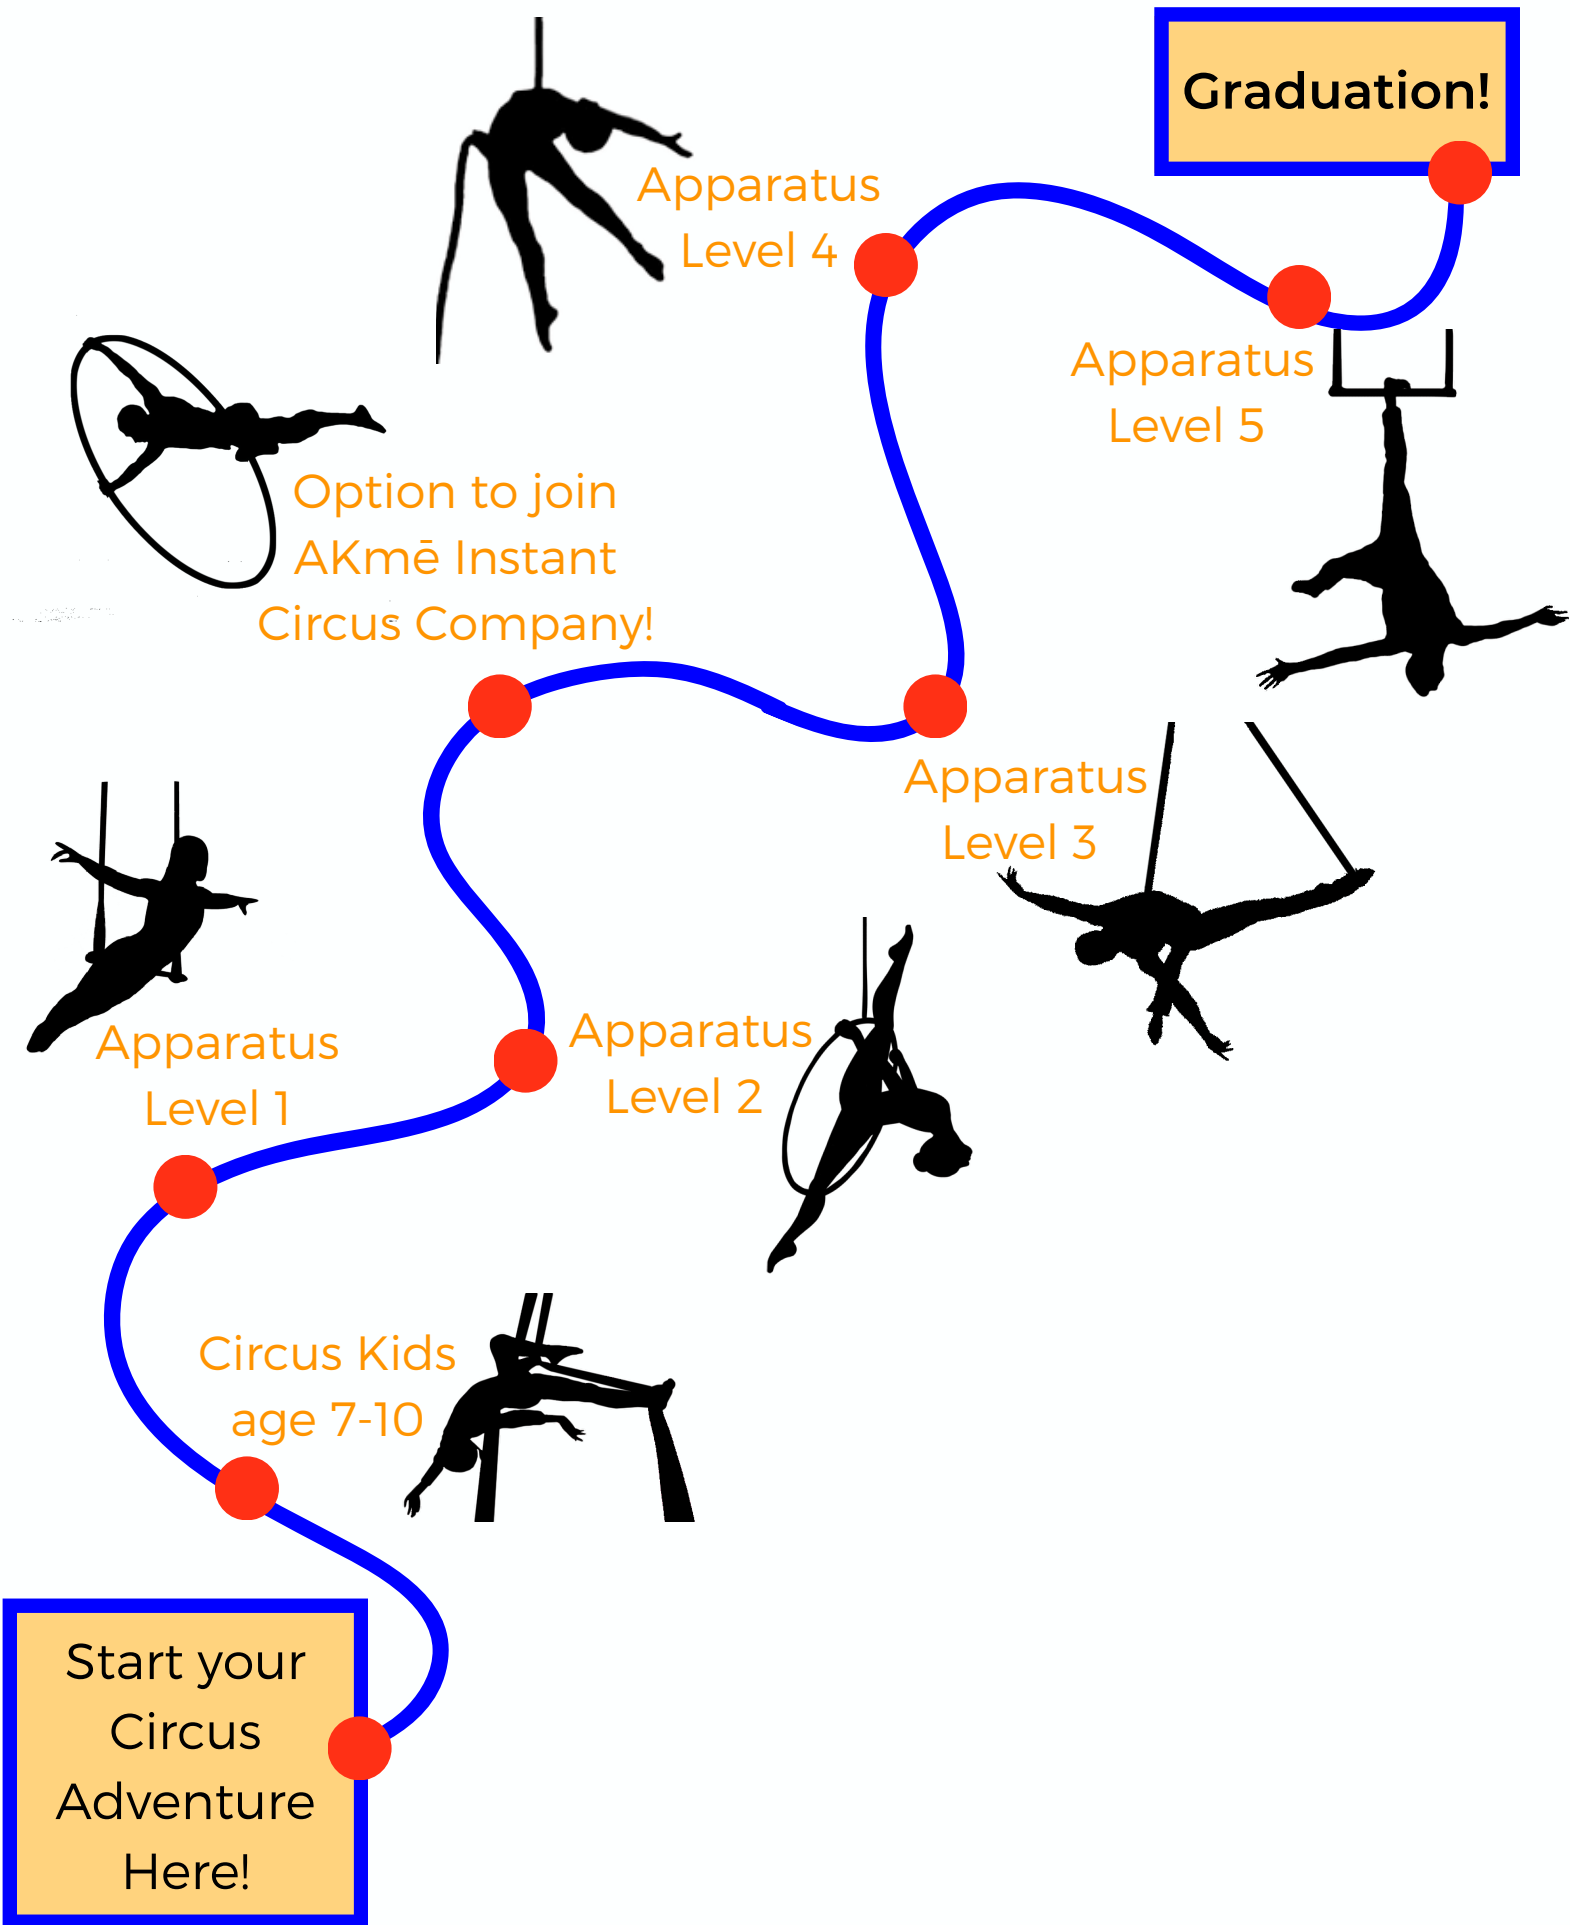 Graduation!
Apparatus
Level 4
Apparatus
Level 5
Option to join
AKmē Instant
Circus Company!
Apparatus
Level 3
Apparatus
Level 2
Apparatus
Level 1
Circus Kids
age 7-10
Start your
Circus
Adventure
Here!